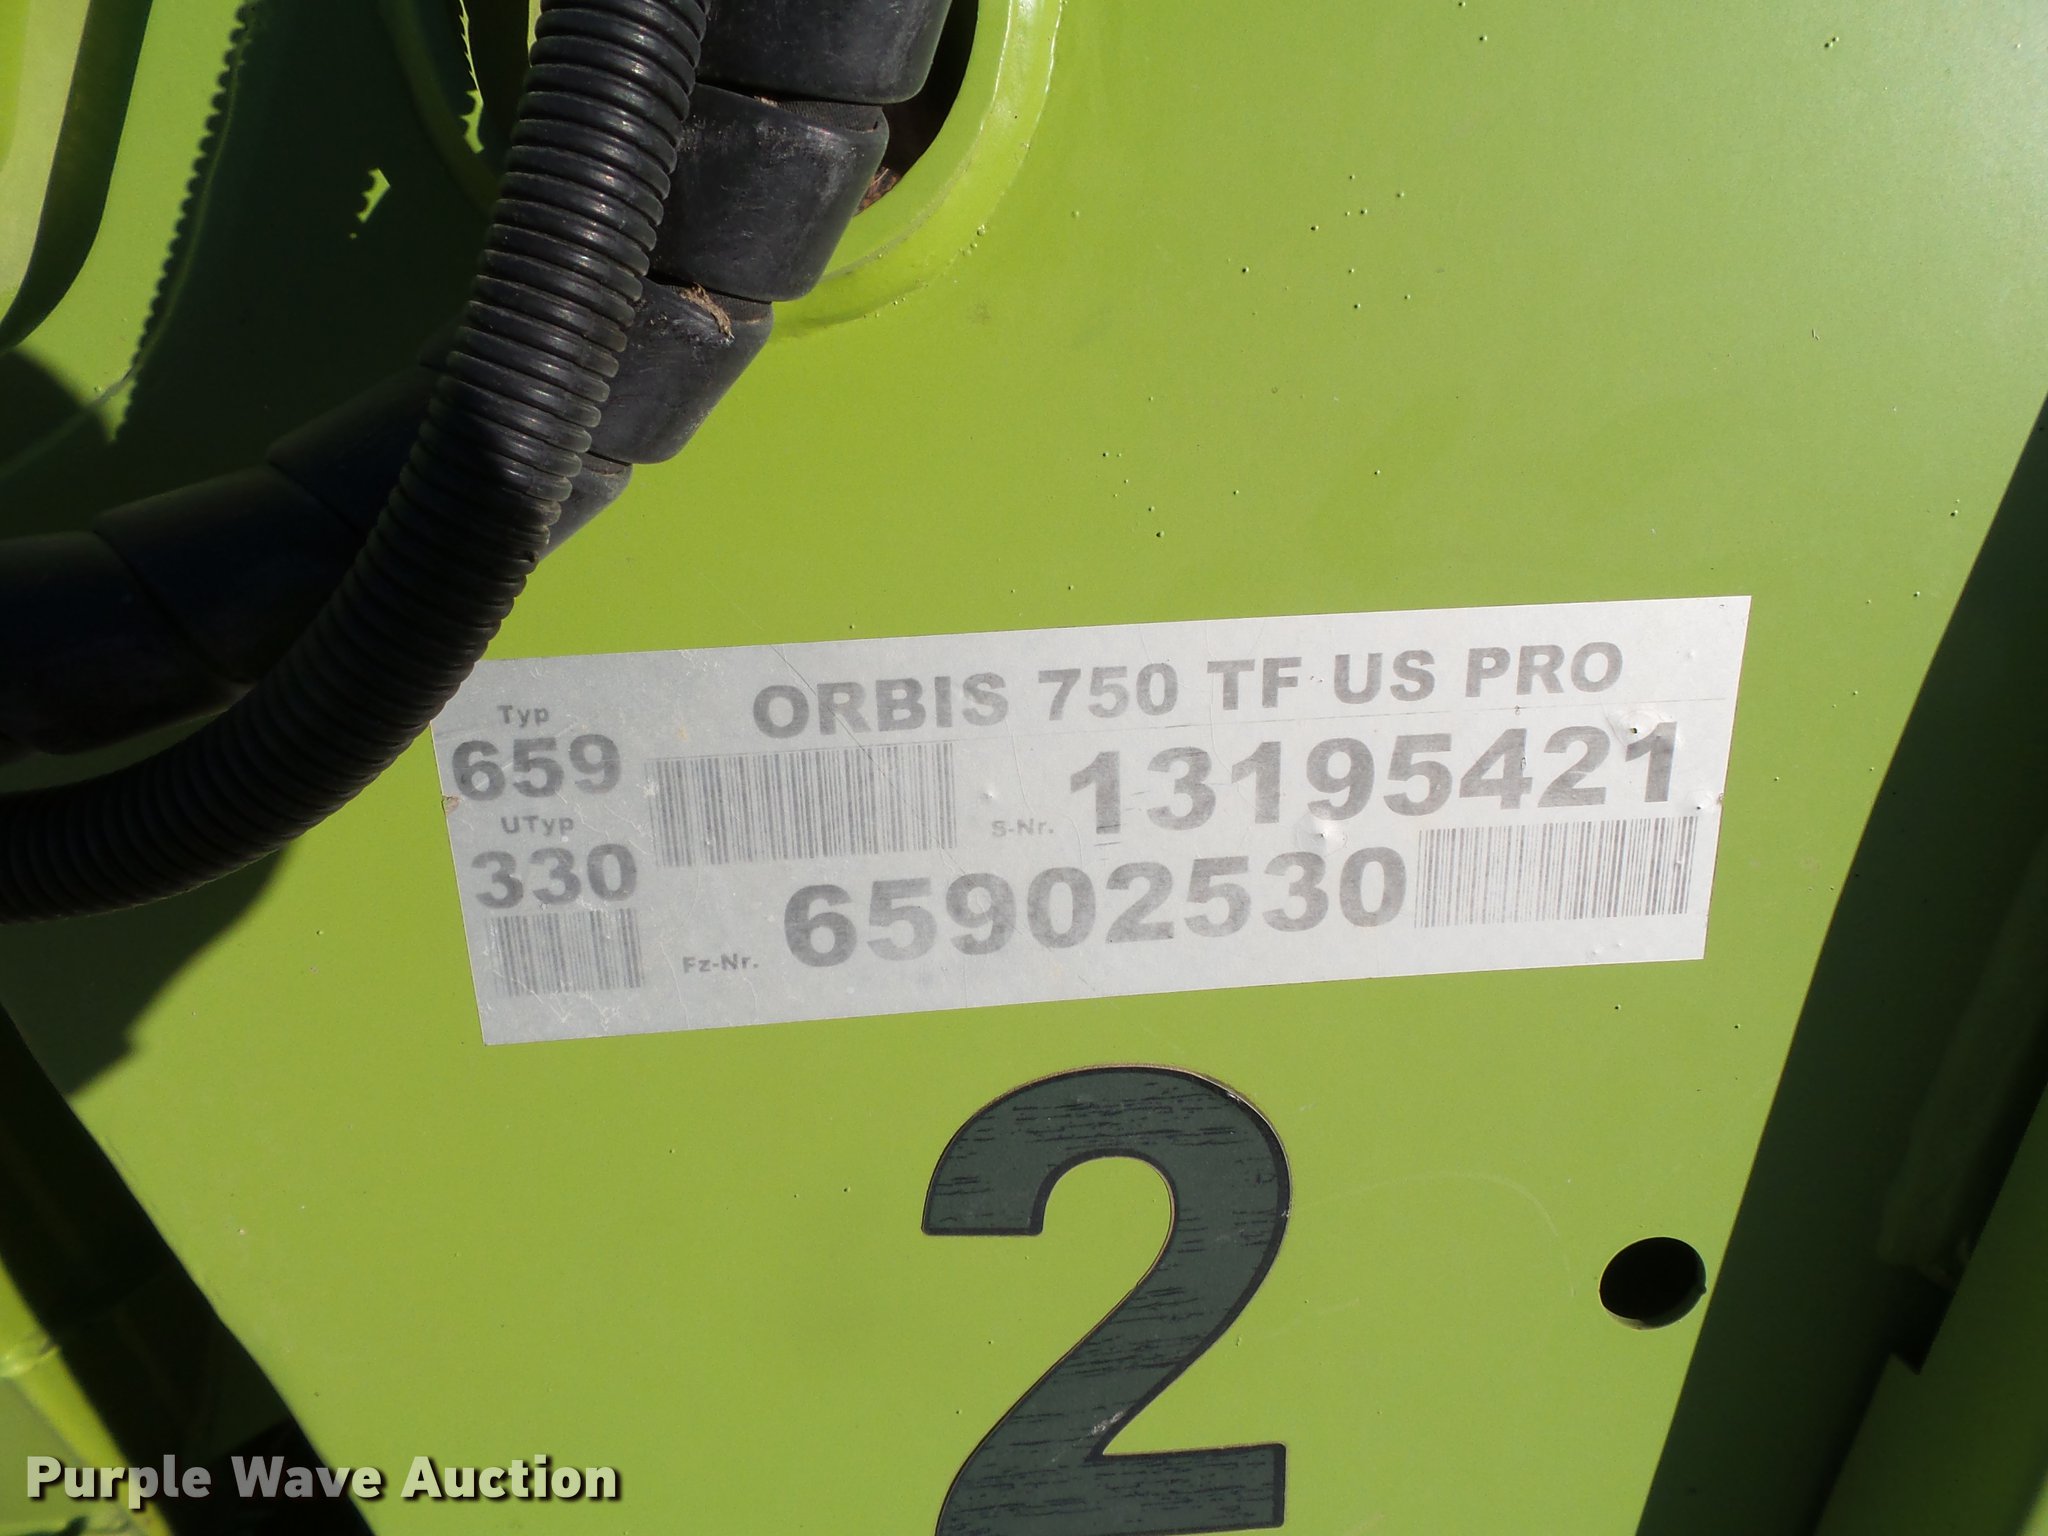 ORBIS 750 TF US PRO
Typ
659
S-Nr. 13195421
UTyp
330
Fz-Nr. 65902530
2
Purple Wave Auction